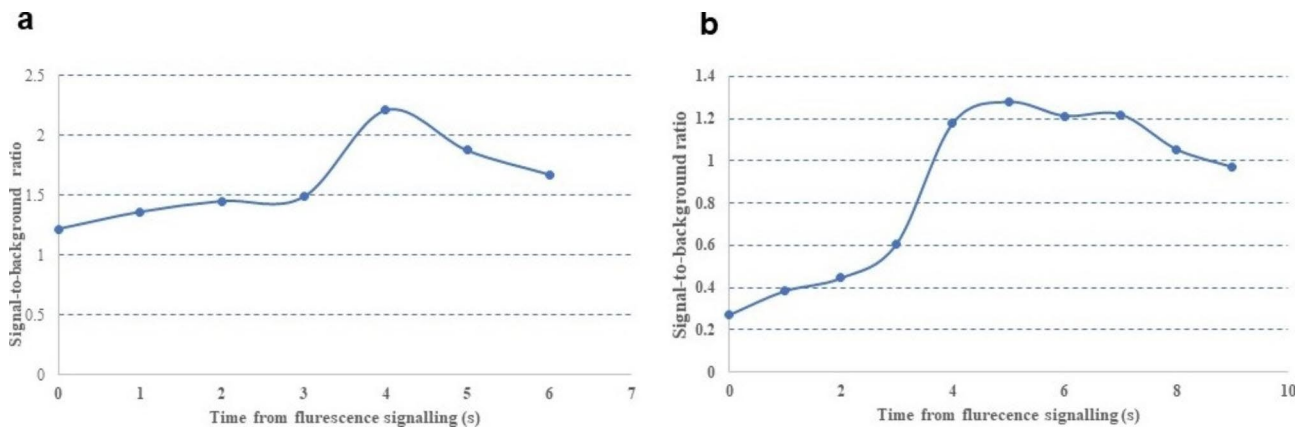 a
Signal-to-background ratio
2.5
2
1.5
1
0.5
0
0 1 2 3 4 5 6 7
Time from flurescence signalling (s)
b
Signal-to-background ratio
1.4
1.2
1
0.8
0.6
0.4
0.2
0
0 2 4 6 8 10
Time from flurecence signalling (s)